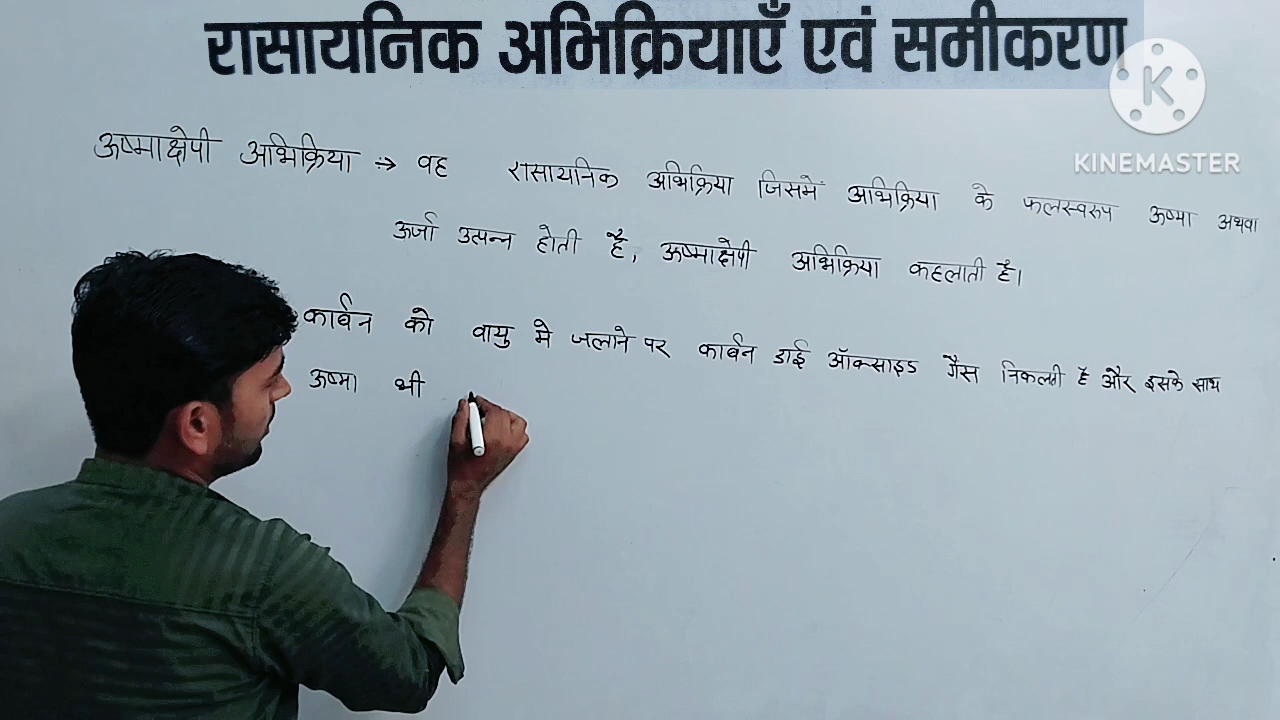 रासायनिक अभिक्रियाएँ एवं समीकरण
KINEMASTER
ऊष्माक्षेपी अभिक्रिया → वह रासायनिक अभिक्रिया जिसमें अभिक्रिया के फलस्वरुप ऊष्मा अथवा
ऊर्जा उत्पन्न होती है, ऊष्माक्षेपी अभिक्रिया कहलाती है।
कार्बन को वायु मे जलाने पर कार्बन डाई ऑक्साइड गैस निकलती है और इसके साथ
ऊष्मा भी